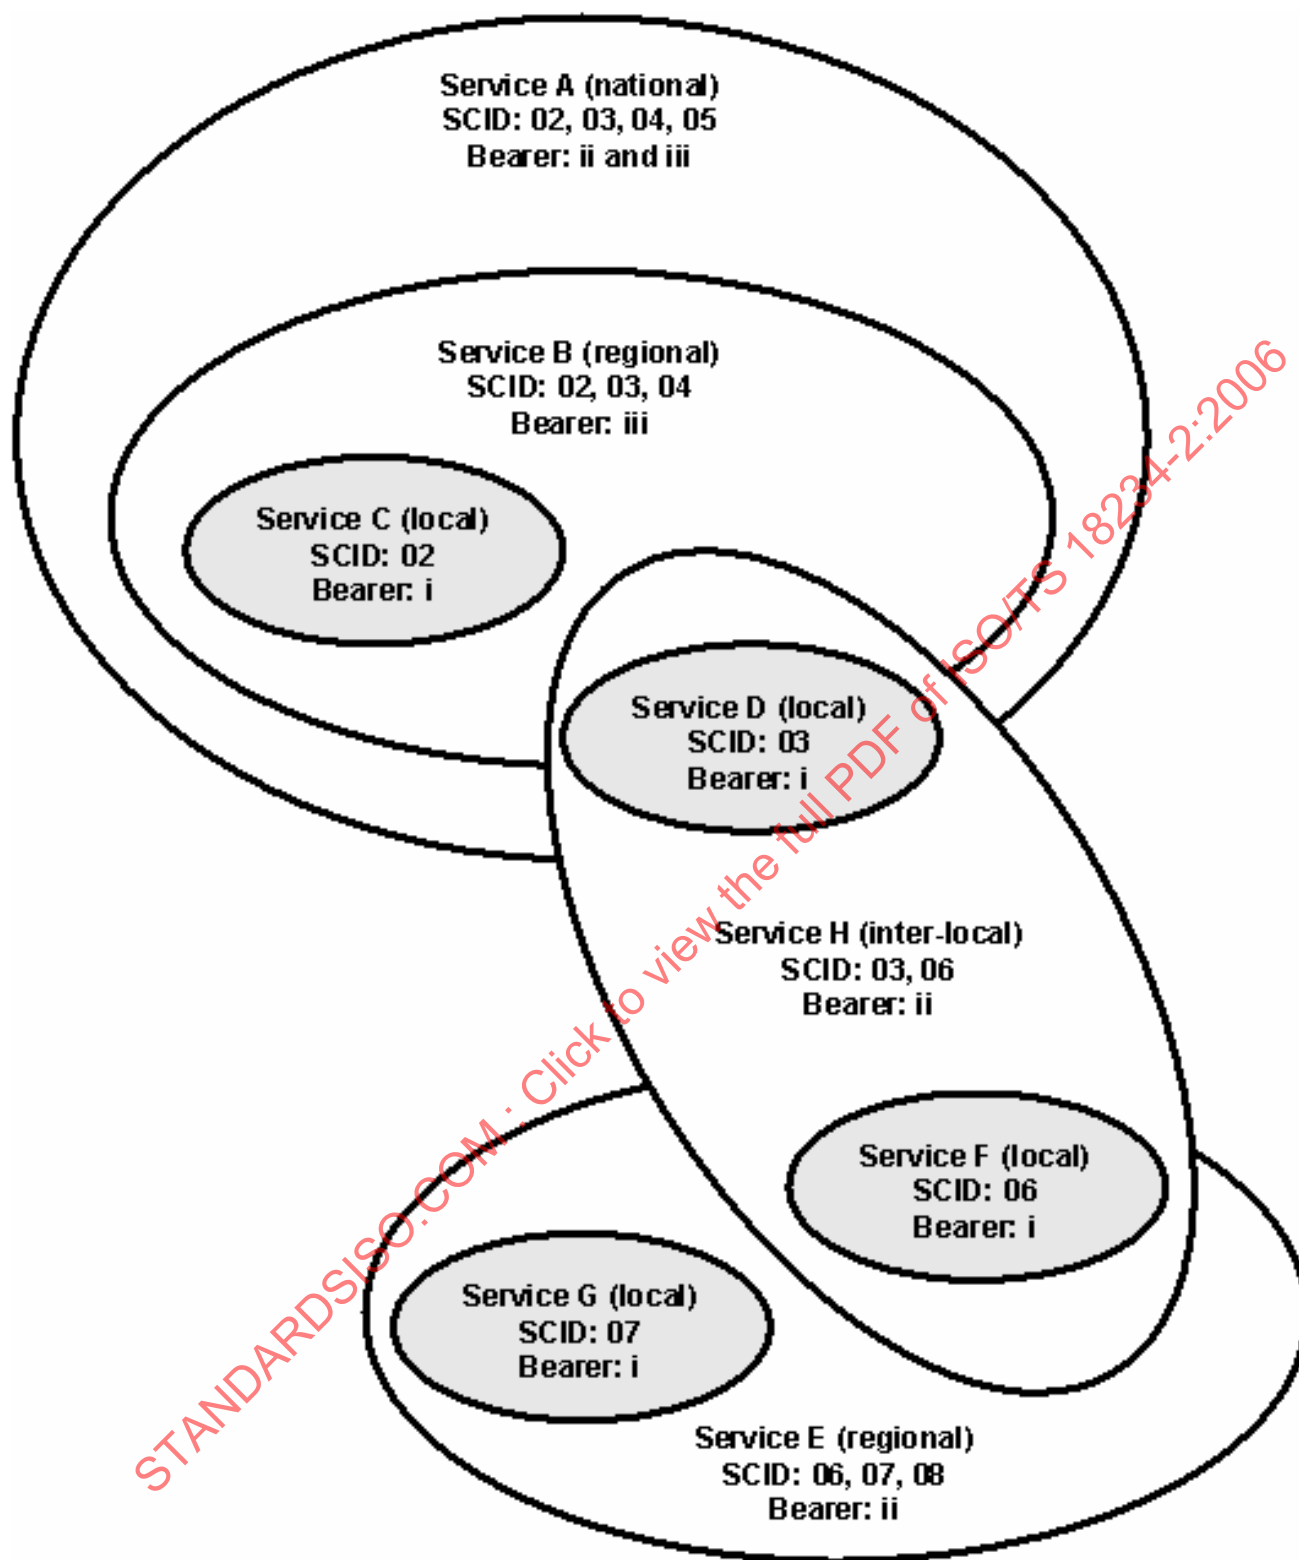 Service A (national)
SCID: 02, 03, 04, 05
Bearer: ii and iii
Service B (regional)
SCID: 02, 03, 04
Bearer: iii
Service C (local)
SCID: 02
Bearer: i
Service D (local)
SCID: 03
Bearer: i
Service H (inter-local)
SCID: 03, 06
Bearer: ii
Service F (local)
SCID: 06
Bearer: i
Service G (local)
SCID: 07
Bearer: i
Service E (regional)
SCID: 06, 07, 08
Bearer: ii
STANDARDSISO.COM : Click to view the full PDF of ISO/TS 18234-2:2006